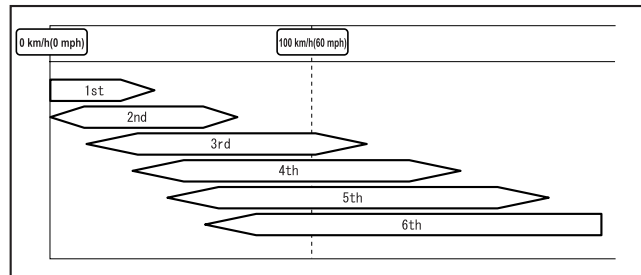 0 km/h(0 mph)
100 km/h(60 mph)
1st
2nd
3rd
4th
5th
6th